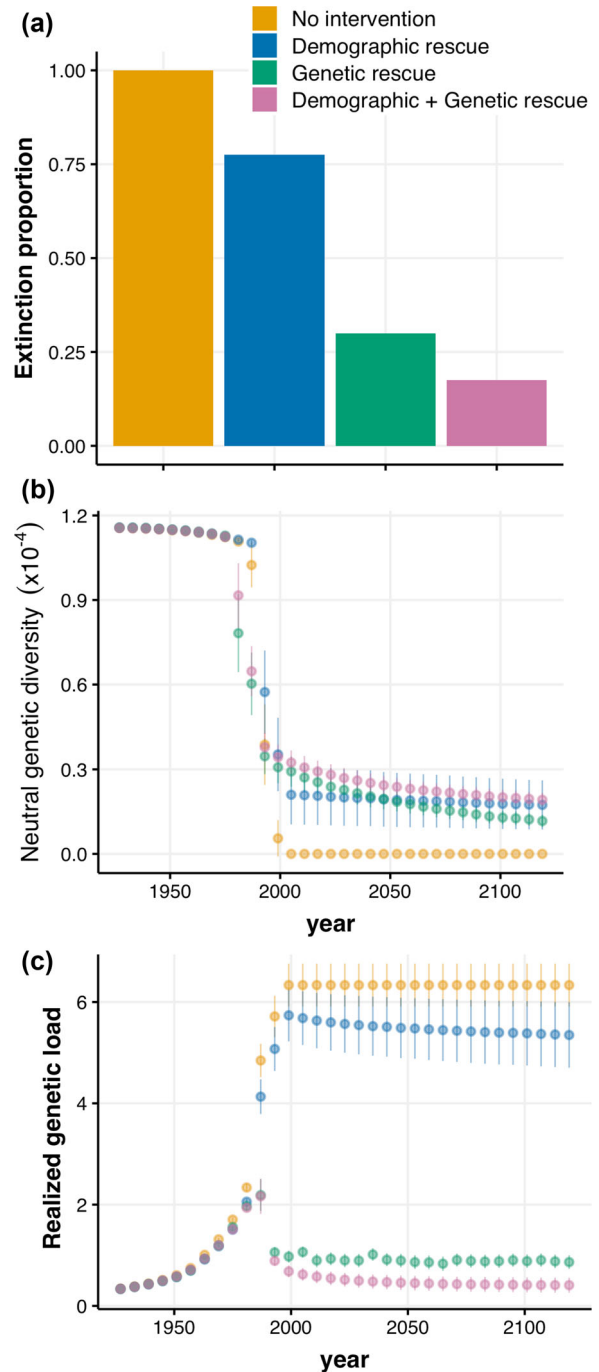 (a)
No intervention
Demographic rescue
Genetic rescue
Demographic + Genetic rescue
1.00
0.75
0.50
0.25
0.00
Extinction proportion
(b)
1.2
0.9
0.6
0.3
0.0
Neutral genetic diversity (x10⁻⁴)
1950 2000 2050 2100
year
(c)
6
4
2
0
Realized genetic load
1950 2000 2050 2100
year